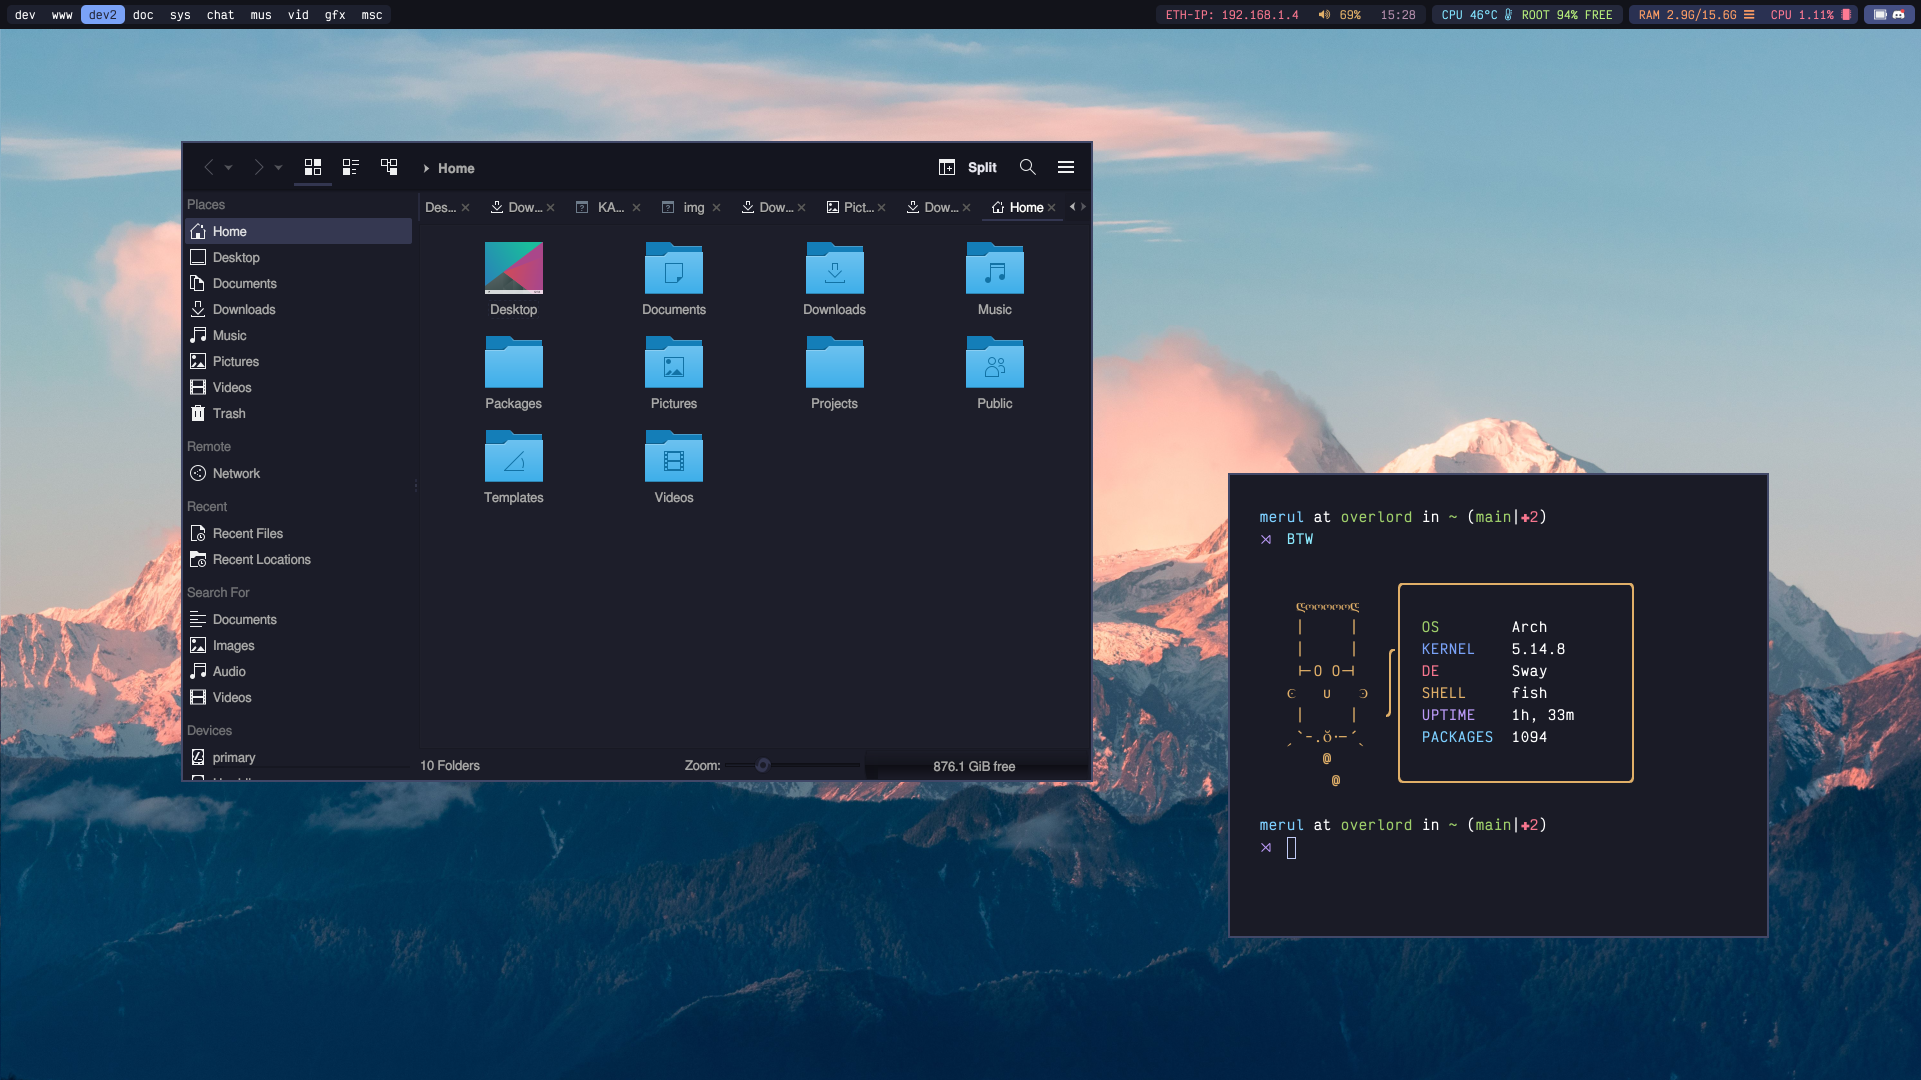 dev www dev2 doc sys chat mus vid gfx msc
ETH-IP: 192.168.1.4 69% 15:28 CPU 46°C ROOT 94% FREE RAM 2.9G/15.6G CPU 1.11%
Home Split
Des... Dow... KA... img Dow... Pict... Dow... Home
Places
Home
Desktop
Documents
Downloads
Music
Pictures
Videos
Trash
Remote
Network
Recent
Recent Files
Recent Locations
Search For
Documents
Images
Audio
Videos
Devices
primary
Desktop Documents Downloads Music
Packages Pictures Projects Public
Templates Videos
10 Folders Zoom: 876.1 GiB free
merul at overlord in ~ (main|+2)
BTW
OS Arch
KERNEL 5.14.8
DE Sway
SHELL fish
UPTIME 1h, 33m
PACKAGES 1094
merul at overlord in ~ (main|+2)